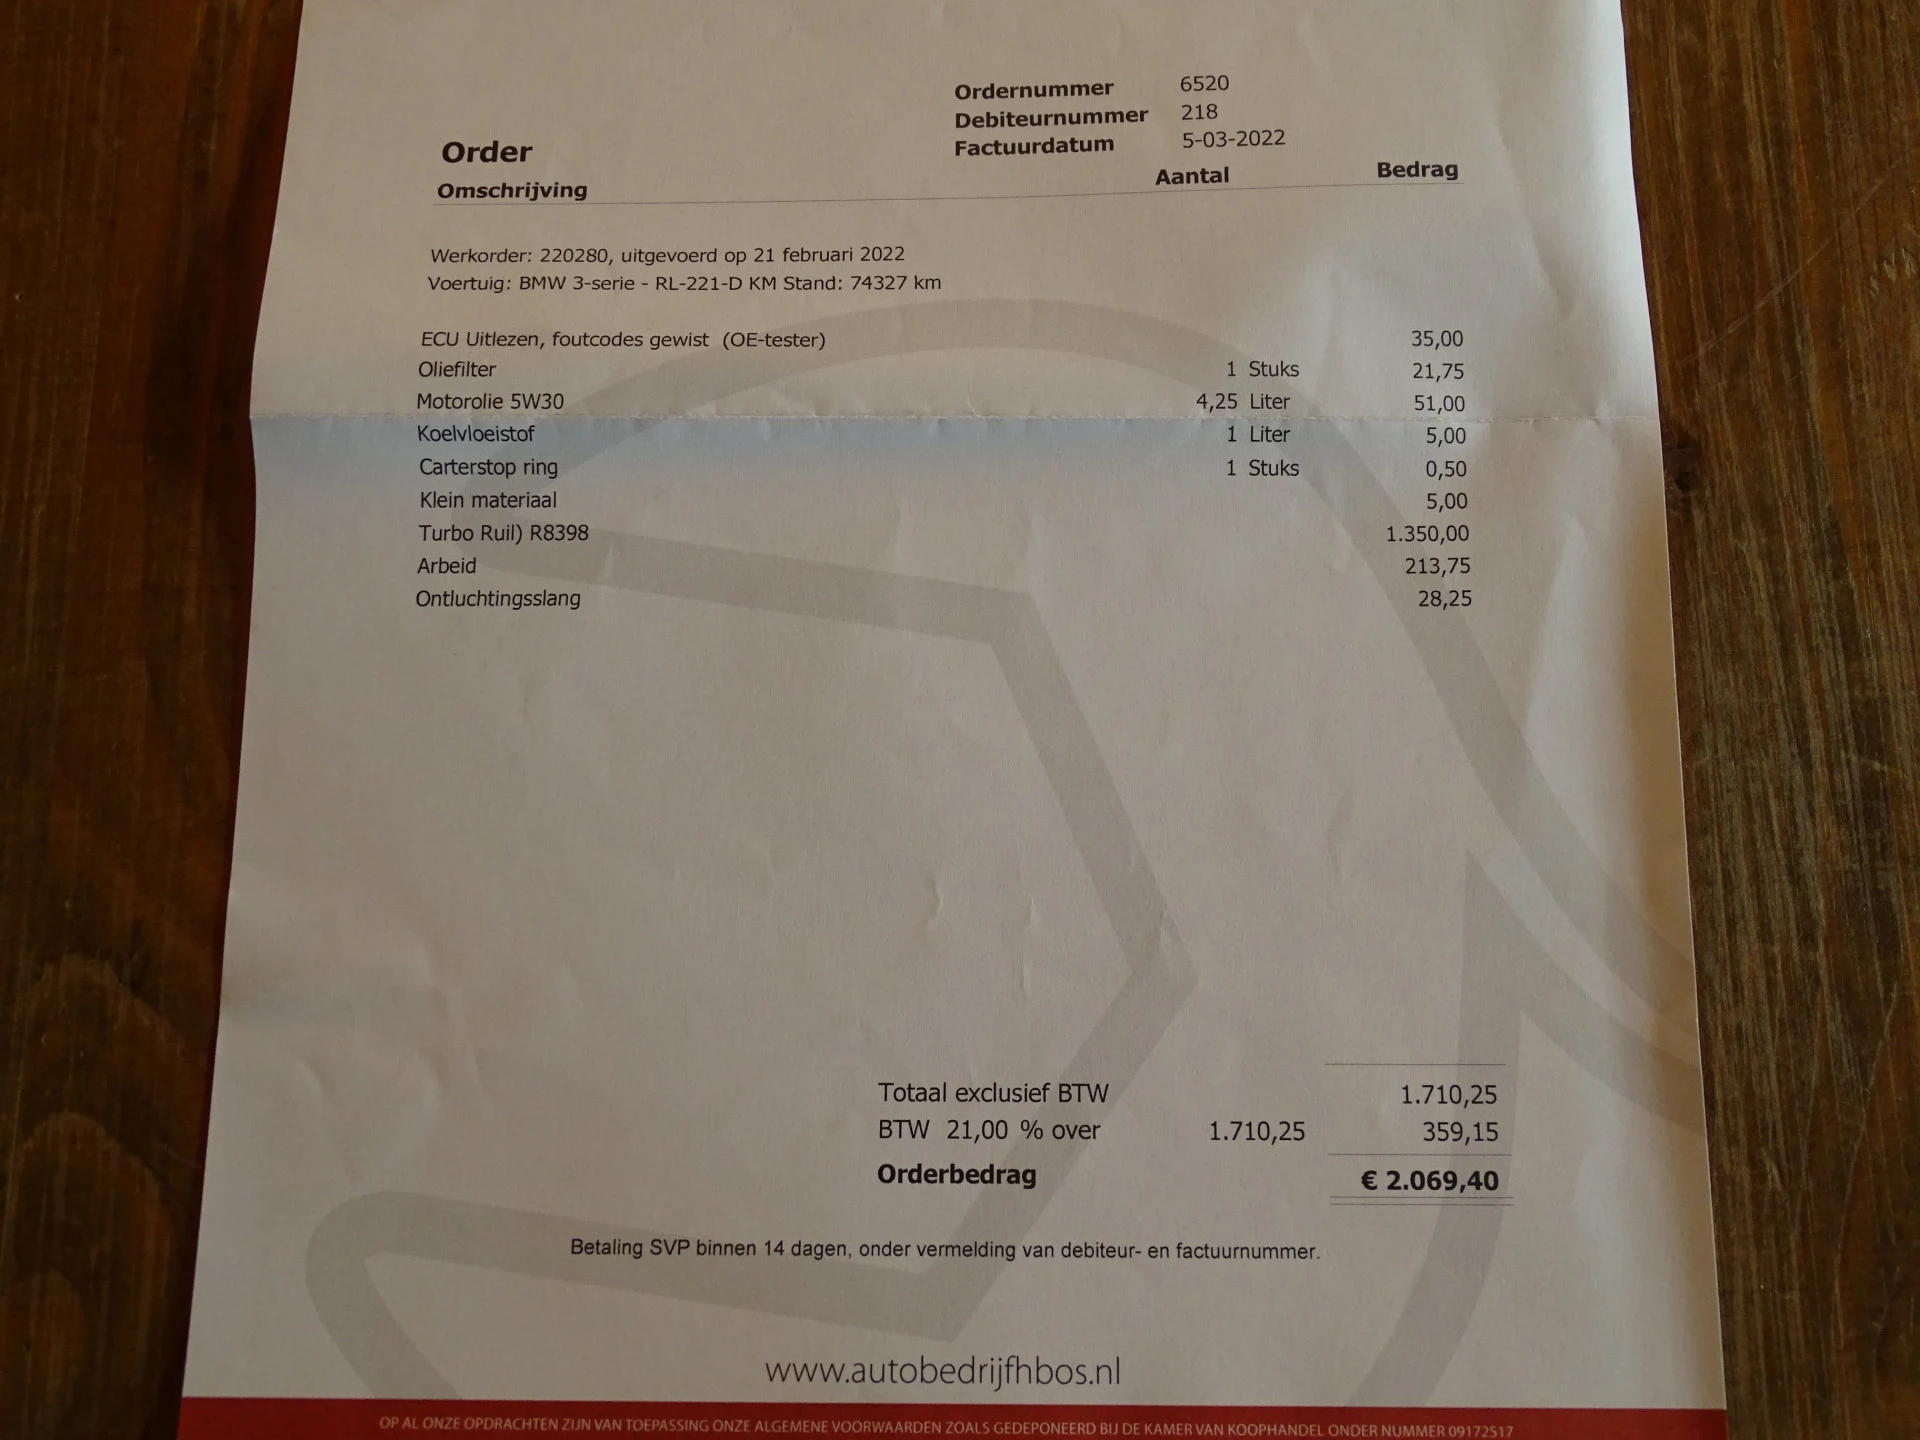 Ordernummer 6520
Debiteurnummer 218
Factuurdatum 5-03-2022
Order
Omschrijving Aantal Bedrag
Werkorder: 220280, uitgevoerd op 21 februari 2022
Voertuig: BMW 3-serie - RL-221-D KM Stand: 74327 km
ECU Uitlezen, foutcodes gewist (OE-tester) 35,00
Oliefilter 1 Stuks 21,75
Motorolie 5W30 4,25 Liter 51,00
Koelvloeistof 1 Liter 5,00
Carterstop ring 1 Stuks 0,50
Klein materiaal 5,00
Turbo Ruil) R8398 1.350,00
Arbeid 213,75
Ontluchtingsslang 28,25
Totaal exclusief BTW 1.710,25
BTW 21,00 % over 1.710,25 359,15
Orderbedrag € 2.069,40
Betaling SVP binnen 14 dagen, onder vermelding van debiteur- en factuurnummer.
www.autobedrijfhbos.nl
OP AL ONZE OPDRACHTEN ZIJN VAN TOEPASSING ONZE ALGEMENE VOORWAARDEN ZOALS GEDEPONEERD BIJ DE KAMER VAN KOOPHANDEL ONDER NUMMER 09172517